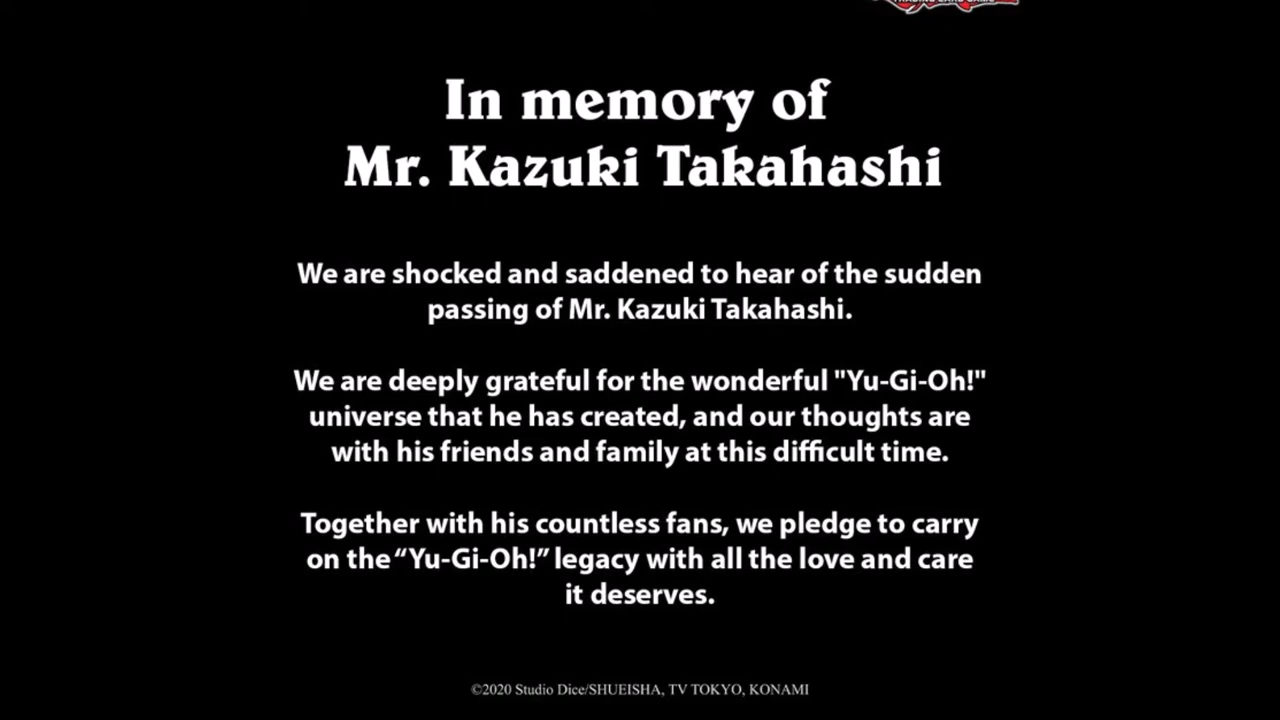 TRADING CARD GAME
In memory of
Mr. Kazuki Takahashi
We are shocked and saddened to hear of the sudden
passing of Mr. Kazuki Takahashi.
We are deeply grateful for the wonderful "Yu-Gi-Oh!"
universe that he has created, and our thoughts are
with his friends and family at this difficult time.
Together with his countless fans, we pledge to carry
on the “Yu-Gi-Oh!” legacy with all the love and care
it deserves.
©2020 Studio Dice/SHUEISHA, TV TOKYO, KONAMI